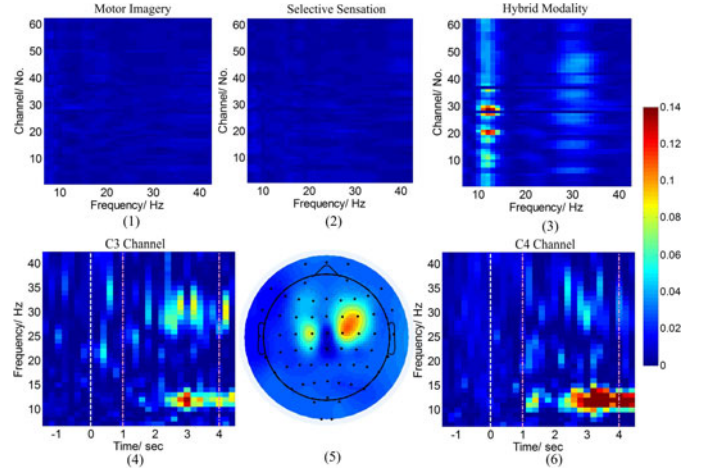 Motor Imagery
Selective Sensation
Hybrid Modality
Channel/ No.
60
50
40
30
20
10
10 20 30 40
Frequency/ Hz
(1)
Channel/ No.
60
50
40
30
20
10
10 20 30 40
Frequency/ Hz
(2)
Channel/ No.
60
50
40
30
20
10
10 20 30 40
Frequency/ Hz
(3)
0.14
0.12
0.10
0.08
0.06
0.04
0.02
0
C3 Channel
Frequency/ Hz
40
35
30
25
20
15
10
-1 0 1 2 3 4
Time/ sec
(4)
(5)
C4 Channel
Frequency/ Hz
40
35
30
25
20
15
10
-1 0 1 2 3 4
Time/ sec
(6)